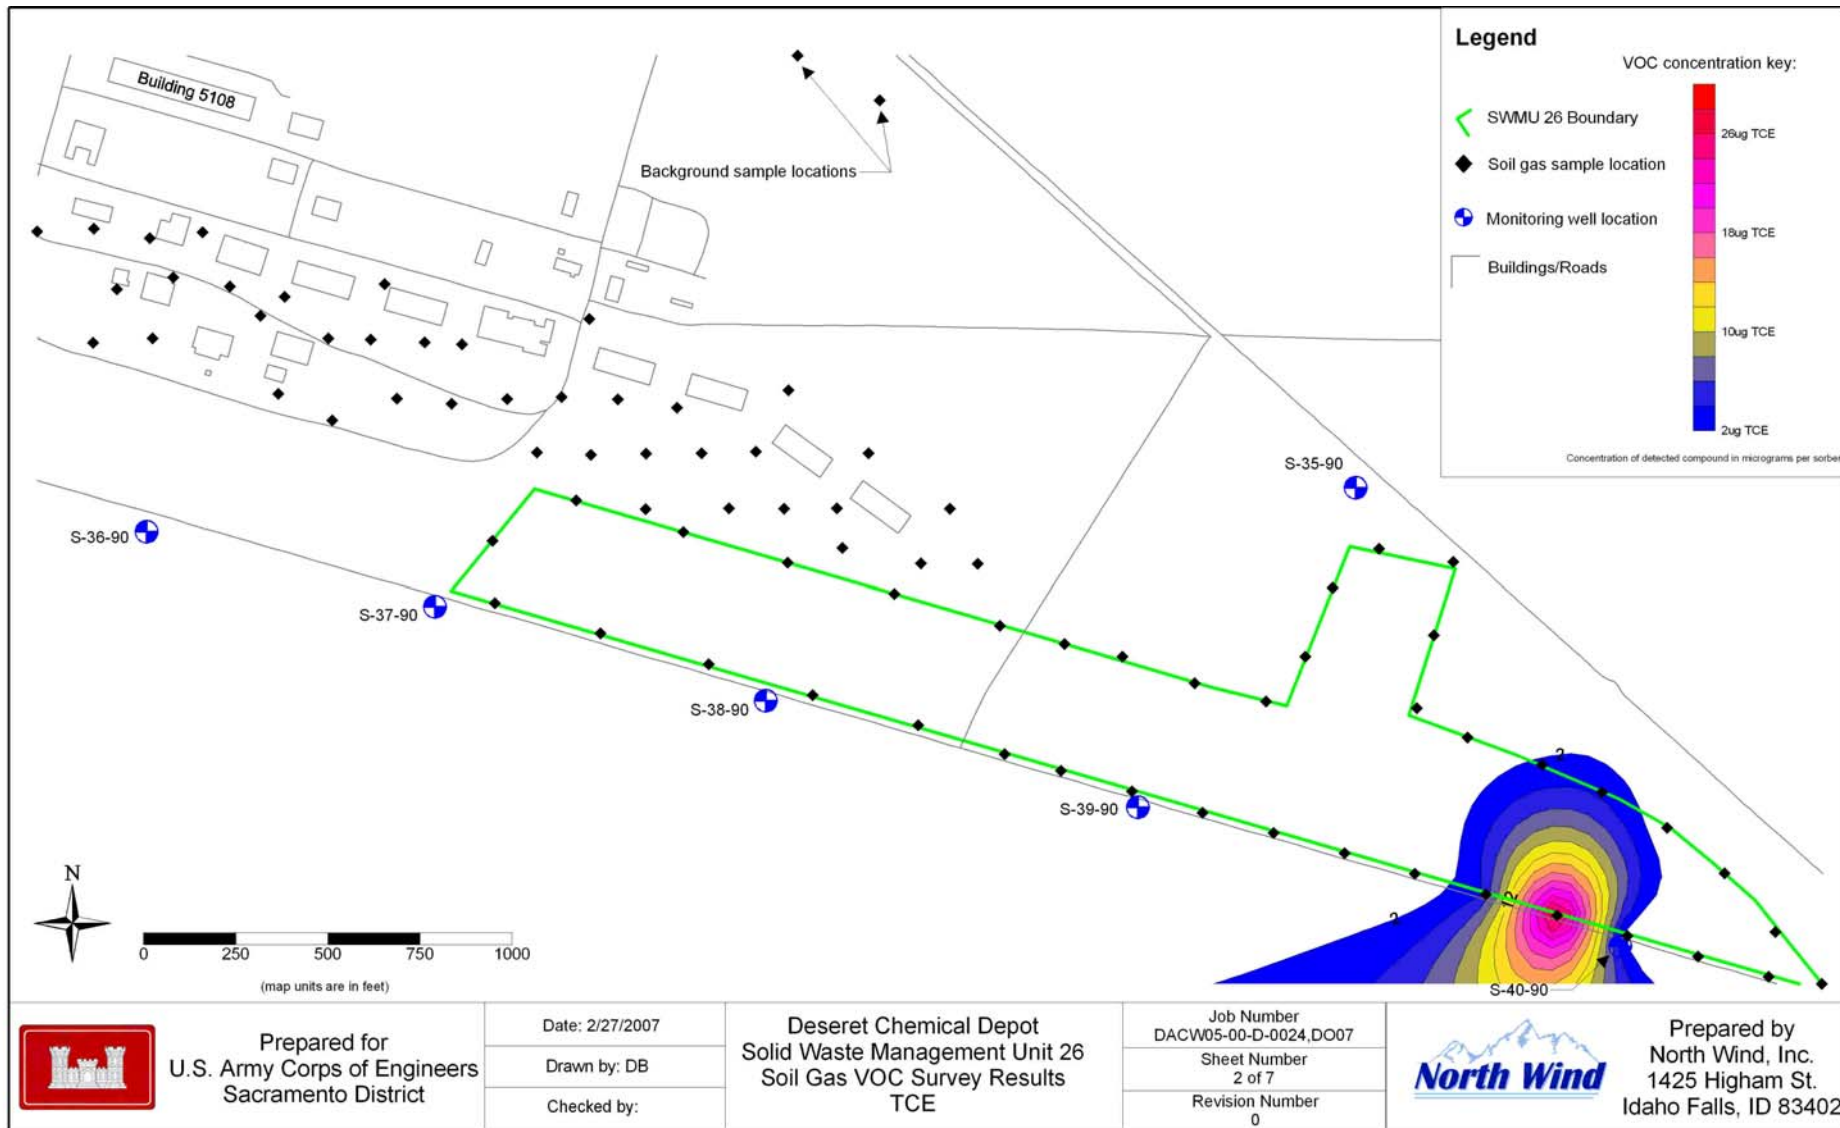 Legend
VOC concentration key:
SWMU 26 Boundary
Soil gas sample location
Monitoring well location
Buildings/Roads
26ug TCE
18ug TCE
10ug TCE
2ug TCE
Concentration of detected compound in micrograms per sorber
Building 5108
Background sample locations
S-35-90
S-36-90
S-37-90
S-38-90
S-39-90
2
12
2
S-40-90
N
0 250 500 750 1000
(map units are in feet)
Prepared for
U.S. Army Corps of Engineers
Sacramento District
Date: 2/27/2007
Drawn by: DB
Checked by:
Deseret Chemical Depot
Solid Waste Management Unit 26
Soil Gas VOC Survey Results
TCE
Job Number
DACW05-00-D-0024,DO07
Sheet Number
2 of 7
Revision Number
0
North Wind
Prepared by
North Wind, Inc.
1425 Higham St.
Idaho Falls, ID 83402